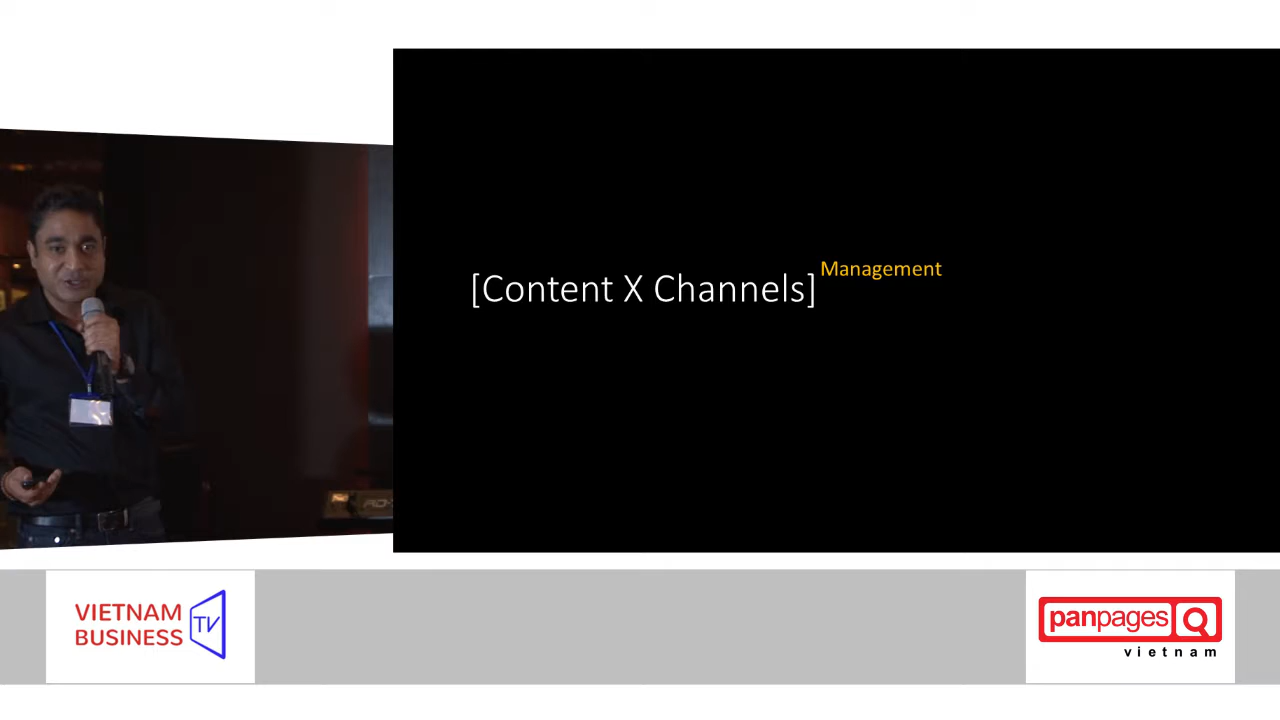 [Content X Channels]Management
VIETNAM
BUSINESS
TV
panpages
vietnam